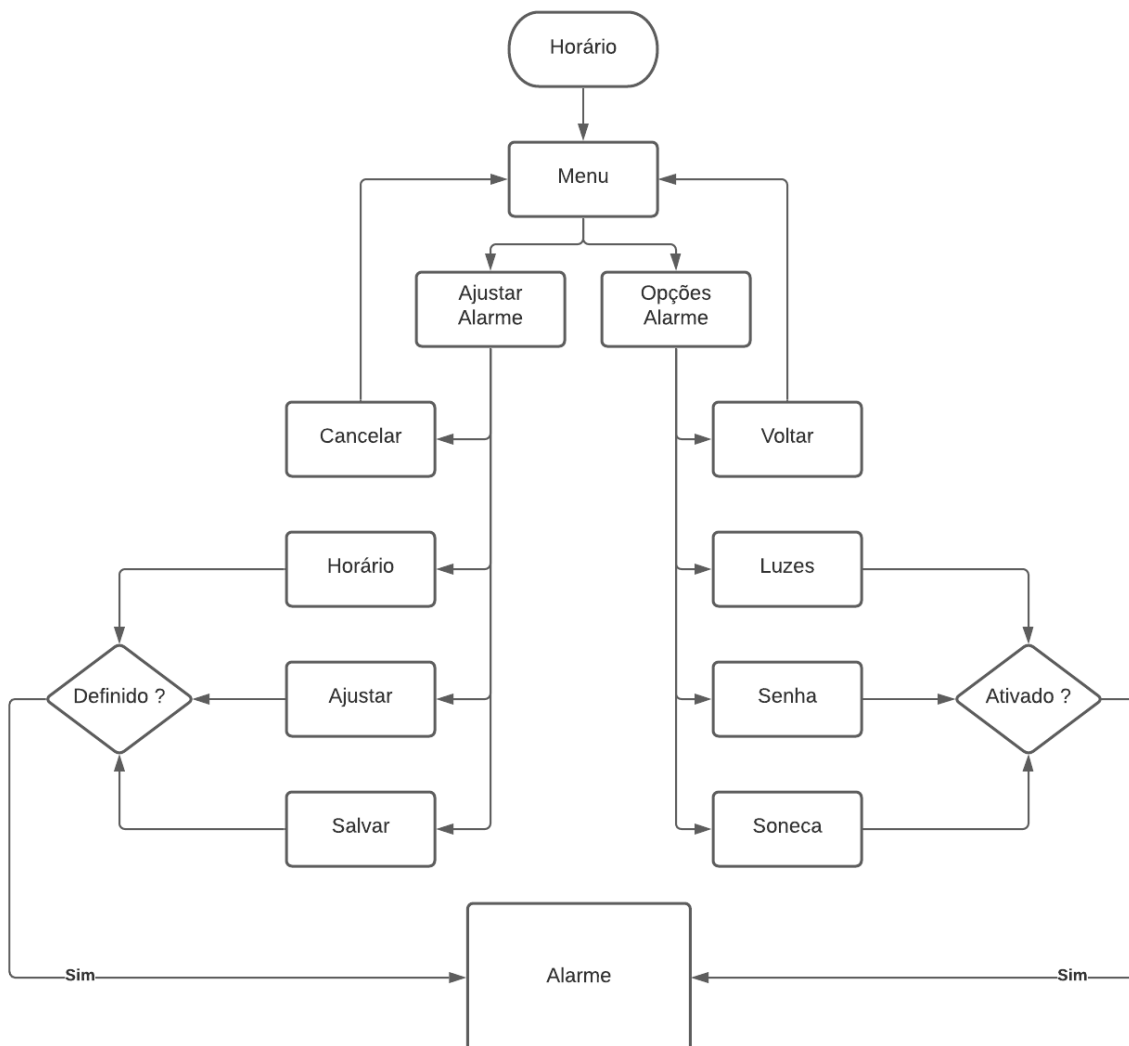 Horário
Menu
Ajustar
Alarme
Opções
Alarme
Cancelar
Voltar
Horário
Luzes
Definido ?
Ajustar
Senha
Ativado ?
Salvar
Soneca
Sim
Alarme
Sim